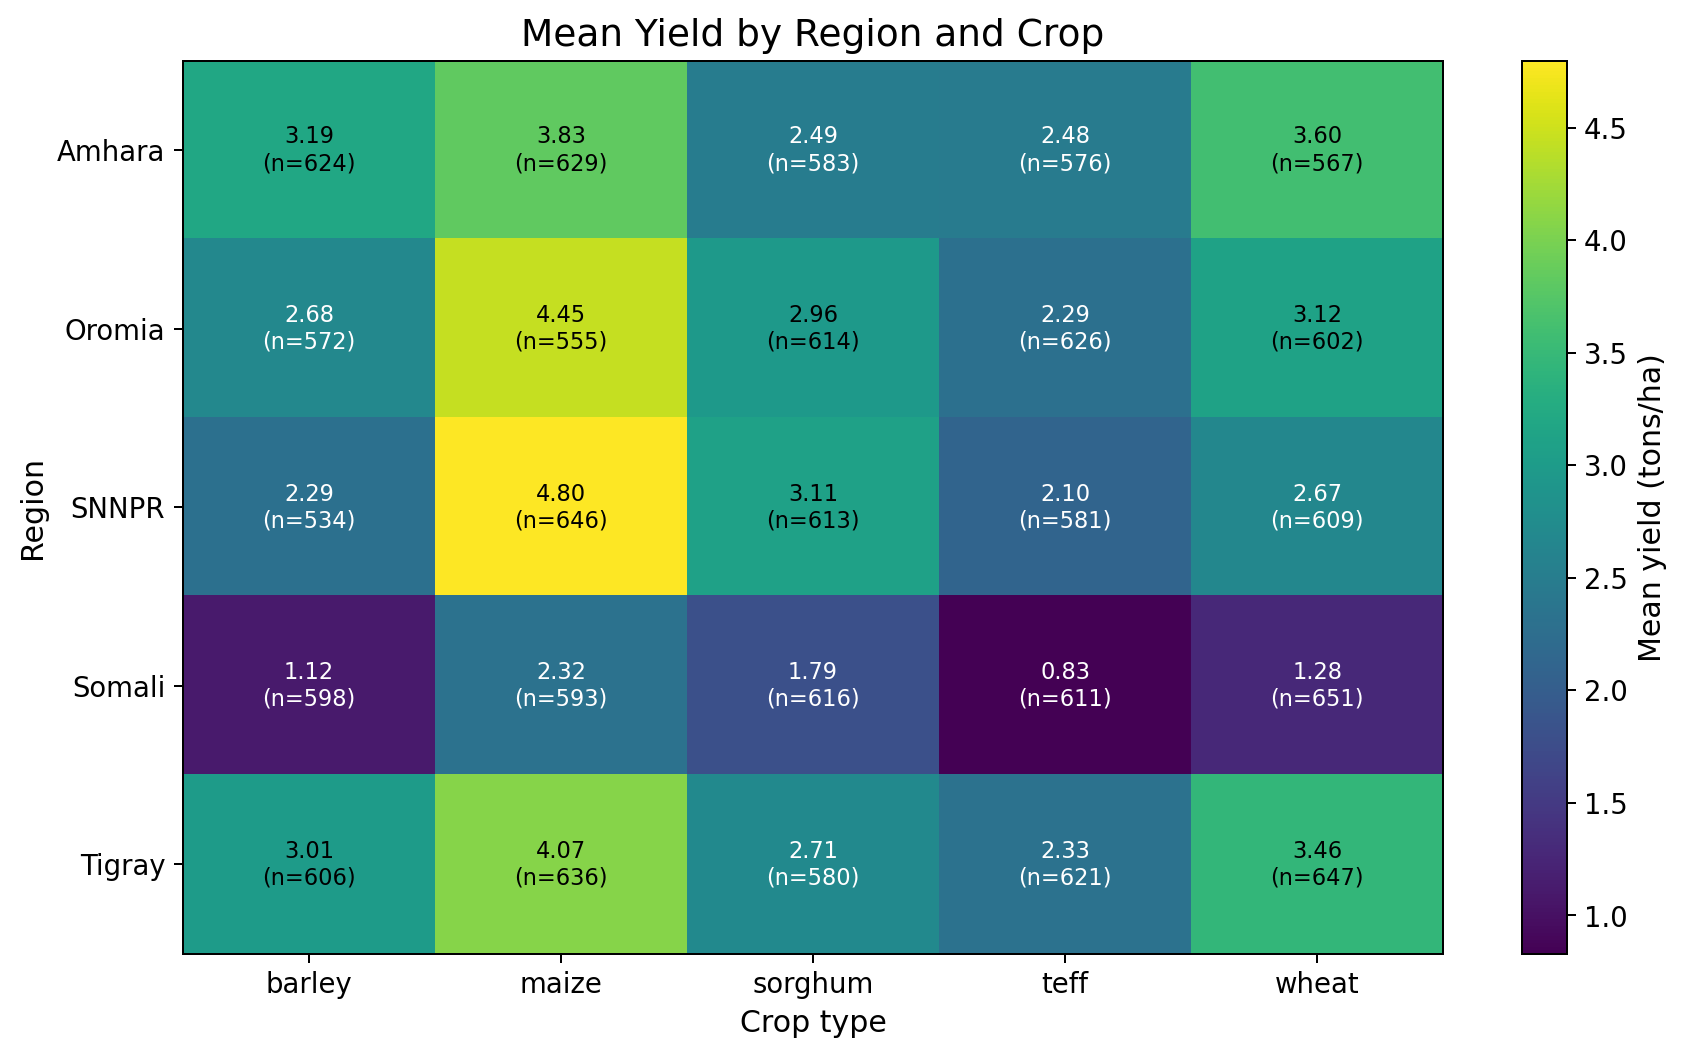 Mean Yield by Region and Crop
Amhara
3.19
(n=624)
3.83
(n=629)
2.49
(n=583)
2.48
(n=576)
3.60
(n=567)
Oromia
2.68
(n=572)
4.45
(n=555)
2.96
(n=614)
2.29
(n=626)
3.12
(n=602)
SNNPR
2.29
(n=534)
4.80
(n=646)
3.11
(n=613)
2.10
(n=581)
2.67
(n=609)
Somali
1.12
(n=598)
2.32
(n=593)
1.79
(n=616)
0.83
(n=611)
1.28
(n=651)
Tigray
3.01
(n=606)
4.07
(n=636)
2.71
(n=580)
2.33
(n=621)
3.46
(n=647)
barley
maize
sorghum
teff
wheat
Crop type
Region
4.5
4.0
3.5
3.0
2.5
2.0
1.5
1.0
Mean yield (tons/ha)